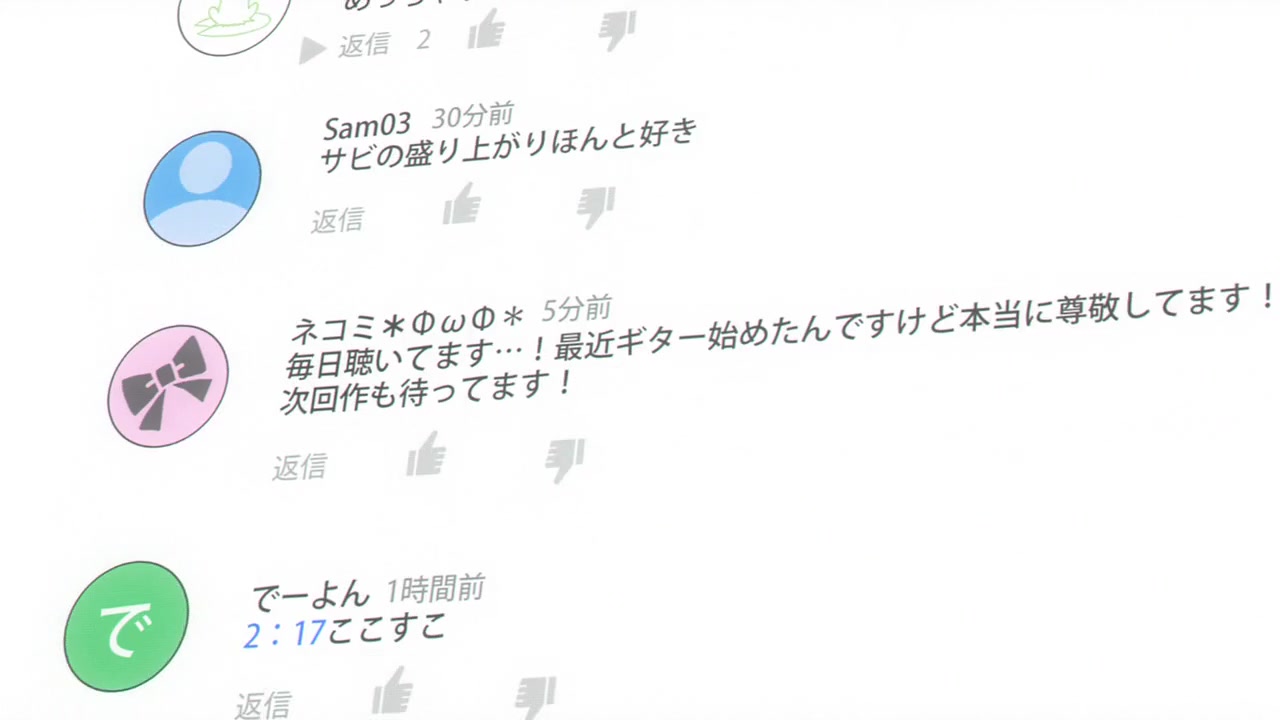 返信 2
Sam03 30分前
サビの盛り上がりほんと好き
返信
ネコミ＊ΦωΦ＊ 5分前
毎日聴いてます…！最近ギター始めたんですけど本当に尊敬してます！
次回作も待ってます！
返信
で
でーよん 1時間前
2：17ここすこ
返信